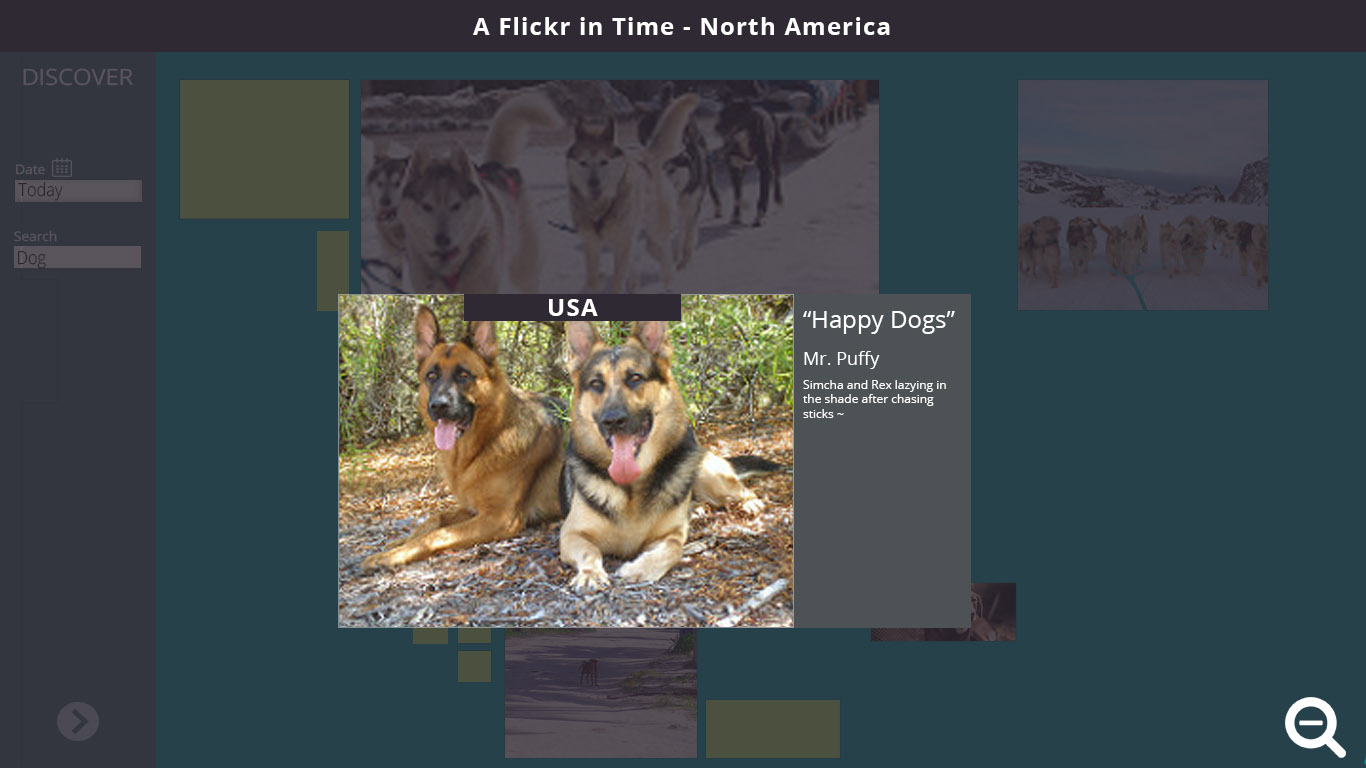 A Flickr in Time - North America
DISCOVER
Date
Today
Search
Dog
USA
“Happy Dogs”
Mr. Puffy
Simcha and Rex lazying in
the shade after chasing
sticks ~